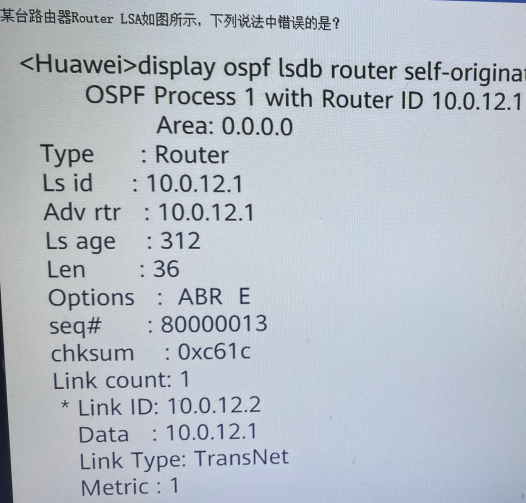 某台路由器Router LSA如图所示，下列说法中错误的是？
<Huawei>display ospf lsdb router self-originat
OSPF Process 1 with Router ID 10.0.12.1
Area: 0.0.0.0
Type : Router
Ls id : 10.0.12.1
Adv rtr : 10.0.12.1
Ls age : 312
Len : 36
Options : ABR E
seq# : 80000013
chksum : 0xc61c
Link count: 1
* Link ID: 10.0.12.2
Data : 10.0.12.1
Link Type: TransNet
Metric : 1